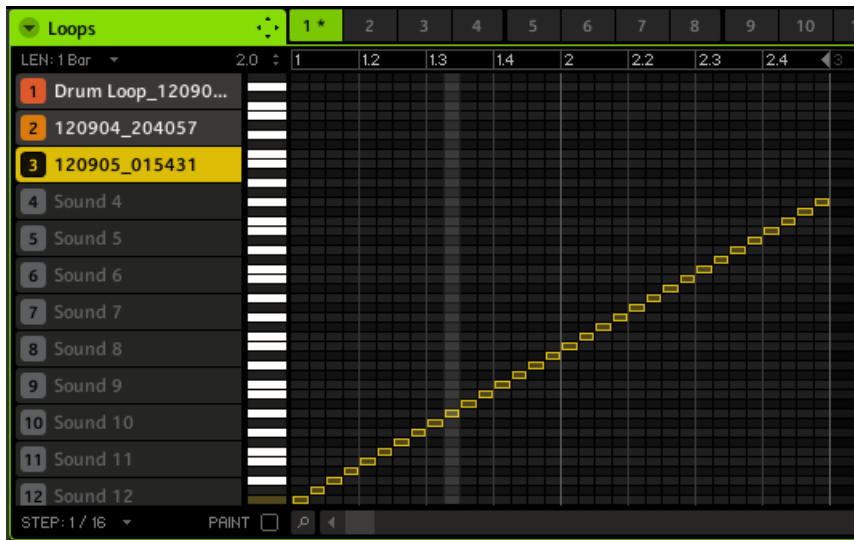 Loops 1* 2 3 4 5 6 7 8 9 10
LEN: 1 Bar 2.0 1 1.2 1.3 1.4 2 2.2 2.3 2.4 3
1 Drum Loop_12090...
2 120904_204057
3 120905_015431
4 Sound 4
5 Sound 5
6 Sound 6
7 Sound 7
8 Sound 8
9 Sound 9
10 Sound 10
11 Sound 11
12 Sound 12
STEP: 1 / 16 PAINT